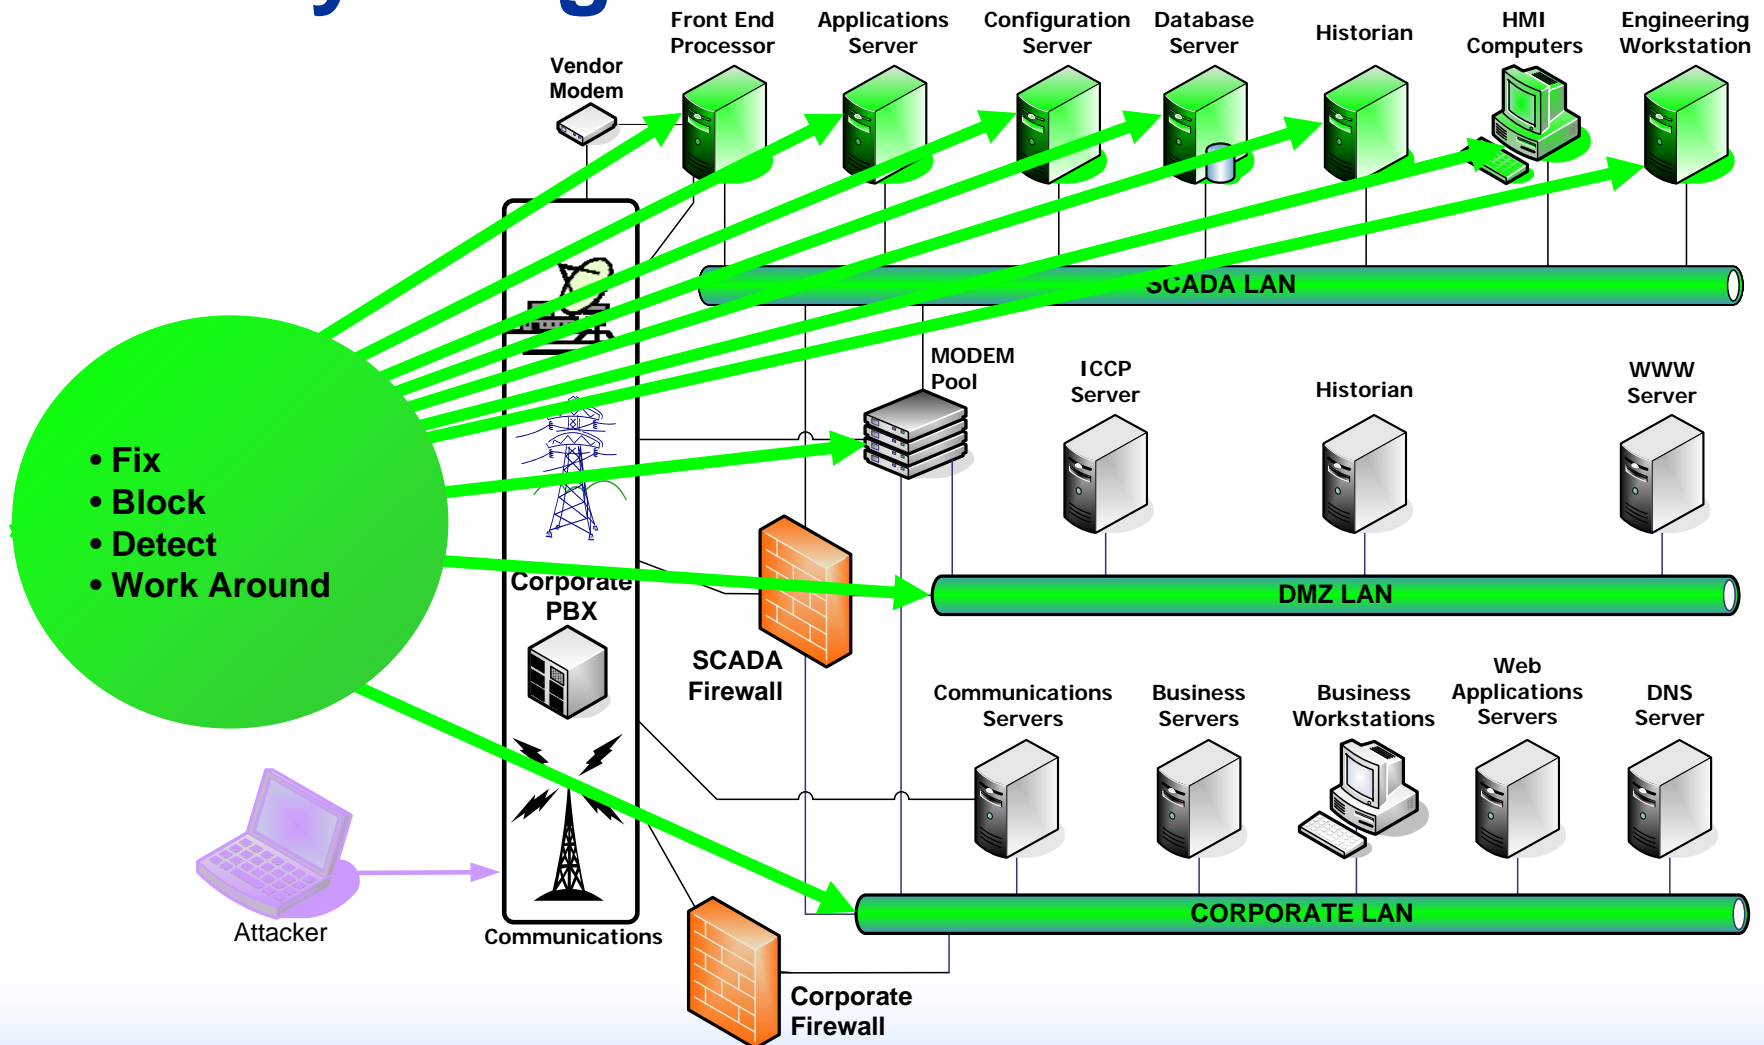 Front End
Processor
Applications
Server
Configuration
Server
Database
Server
Historian
HMI
Computers
Engineering
Workstation
Vendor
Modem
SCADA LAN
MODEM
Pool
ICCP
Server
Historian
WWW
Server
• Fix
• Block
• Detect
• Work Around
DMZ LAN
Corporate
PBX
SCADA
Firewall
Communications
Servers
Business
Servers
Business
Workstations
Web
Applications
Servers
DNS
Server
CORPORATE LAN
Attacker
Communications
Corporate
Firewall